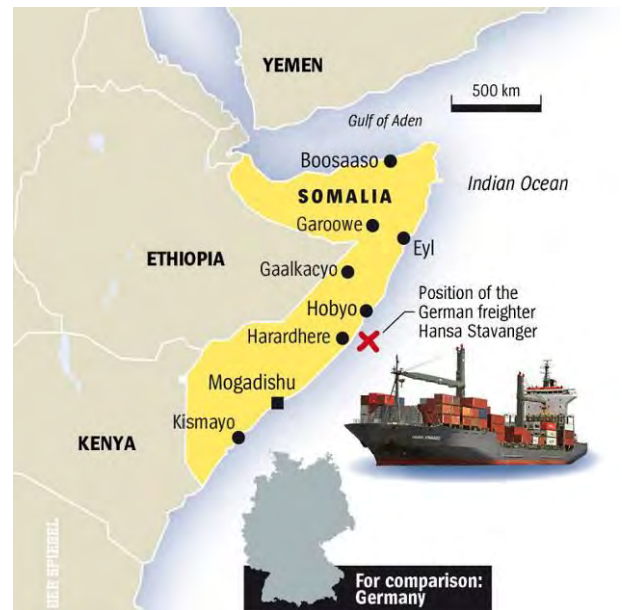 YEMEN
500 km
Gulf of Aden
Boosaaso
Indian Ocean
SOMALIA
Garoowe
Eyl
ETHIOPIA
Gaalkacyo
Position of the
German freighter
Hansa Stavanger
Hobyo
Harardhere
Mogadishu
Kismayo
KENYA
DER SPIEGEL
For comparison:
Germany